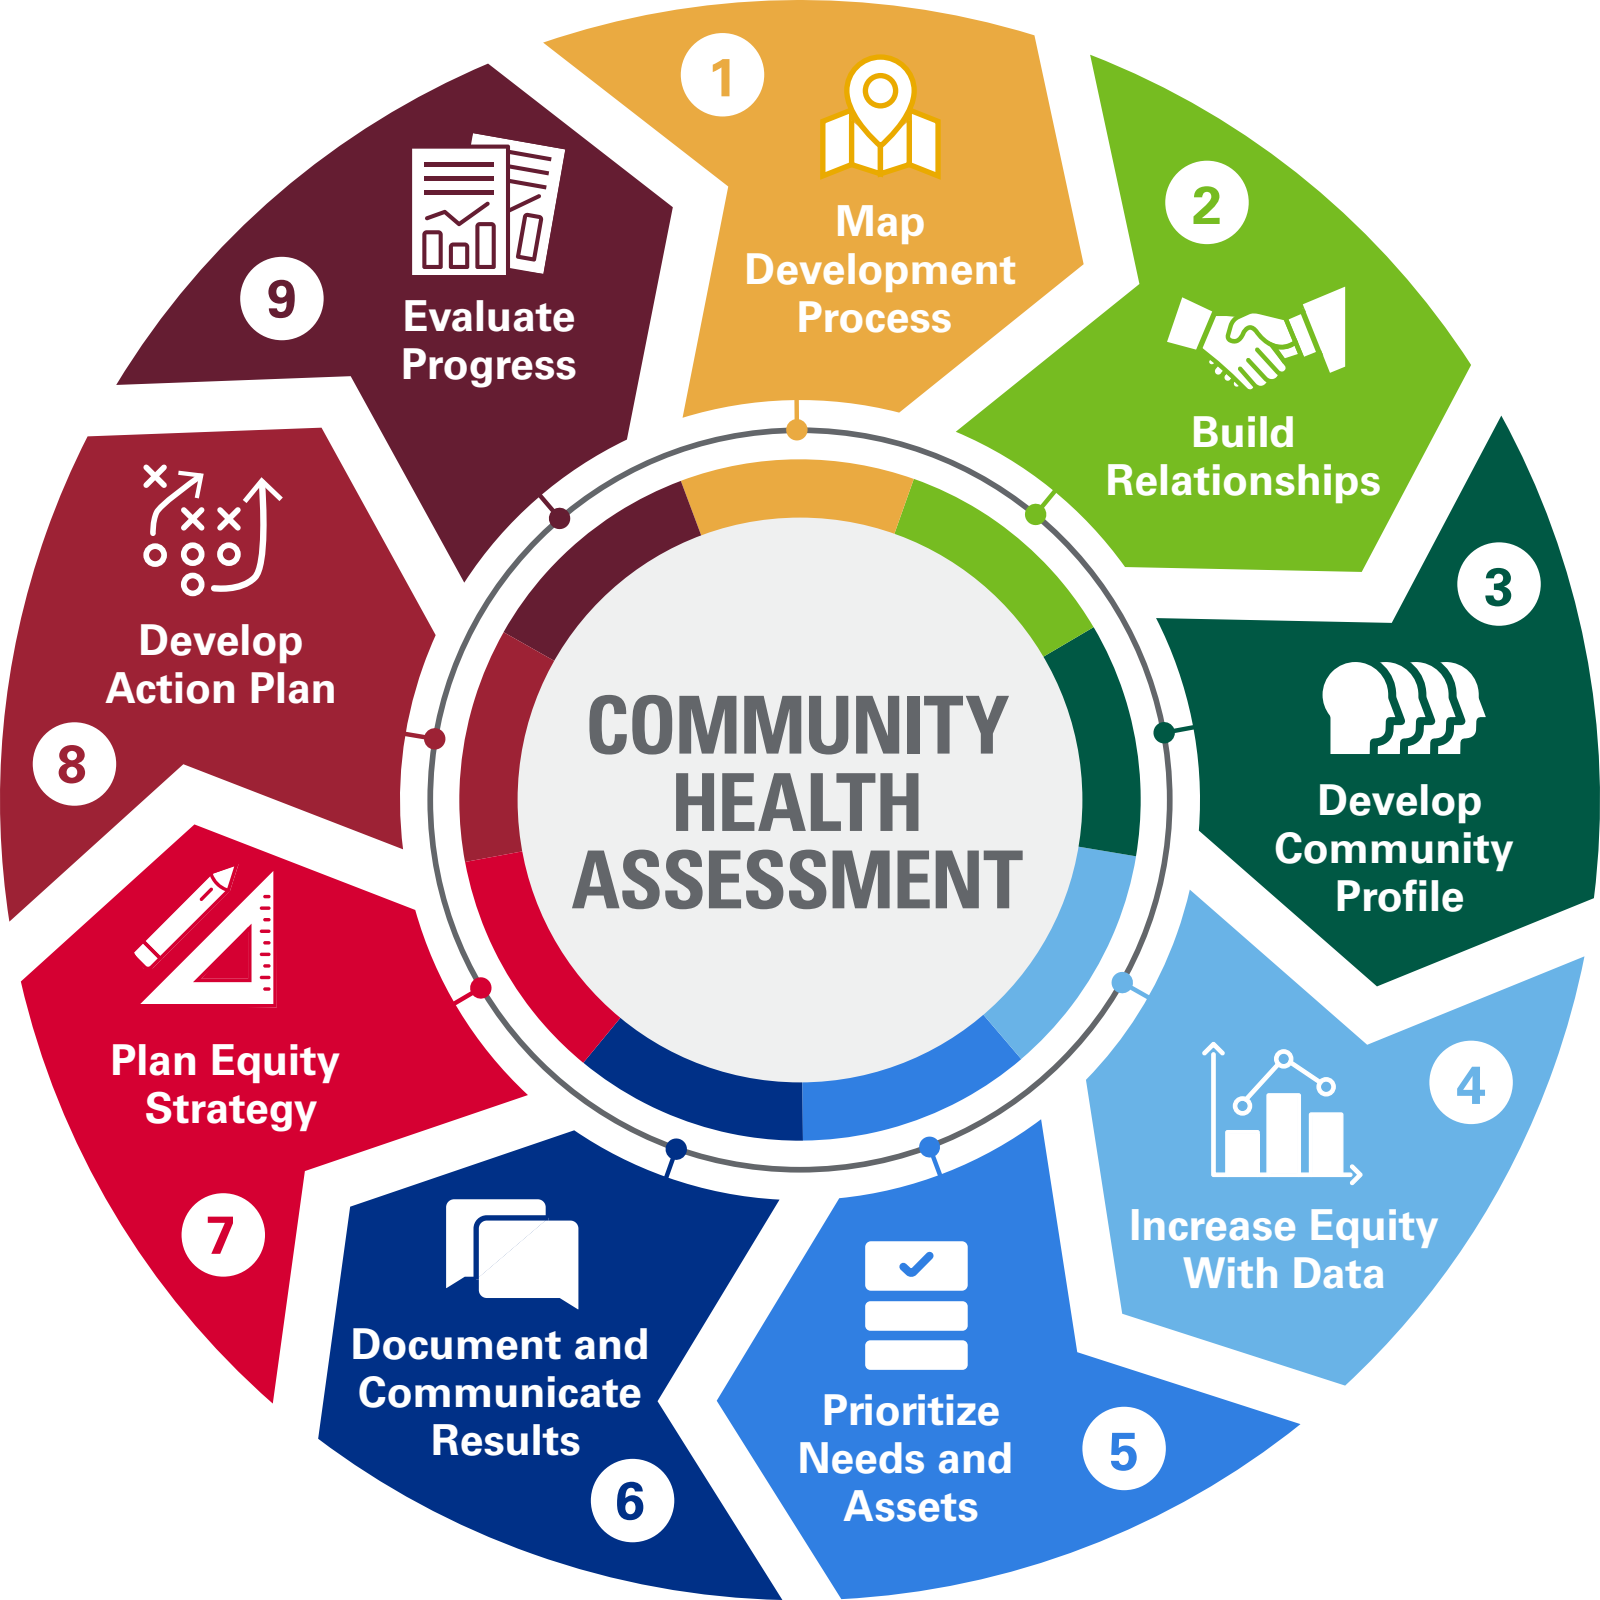 COMMUNITY
HEALTH
ASSESSMENT
1
Map
Development
Process
2
Build
Relationships
3
Develop
Community
Profile
4
Increase Equity
With Data
5
Prioritize
Needs and
Assets
6
Document and
Communicate
Results
7
Plan Equity
Strategy
8
Develop
Action Plan
9
Evaluate
Progress